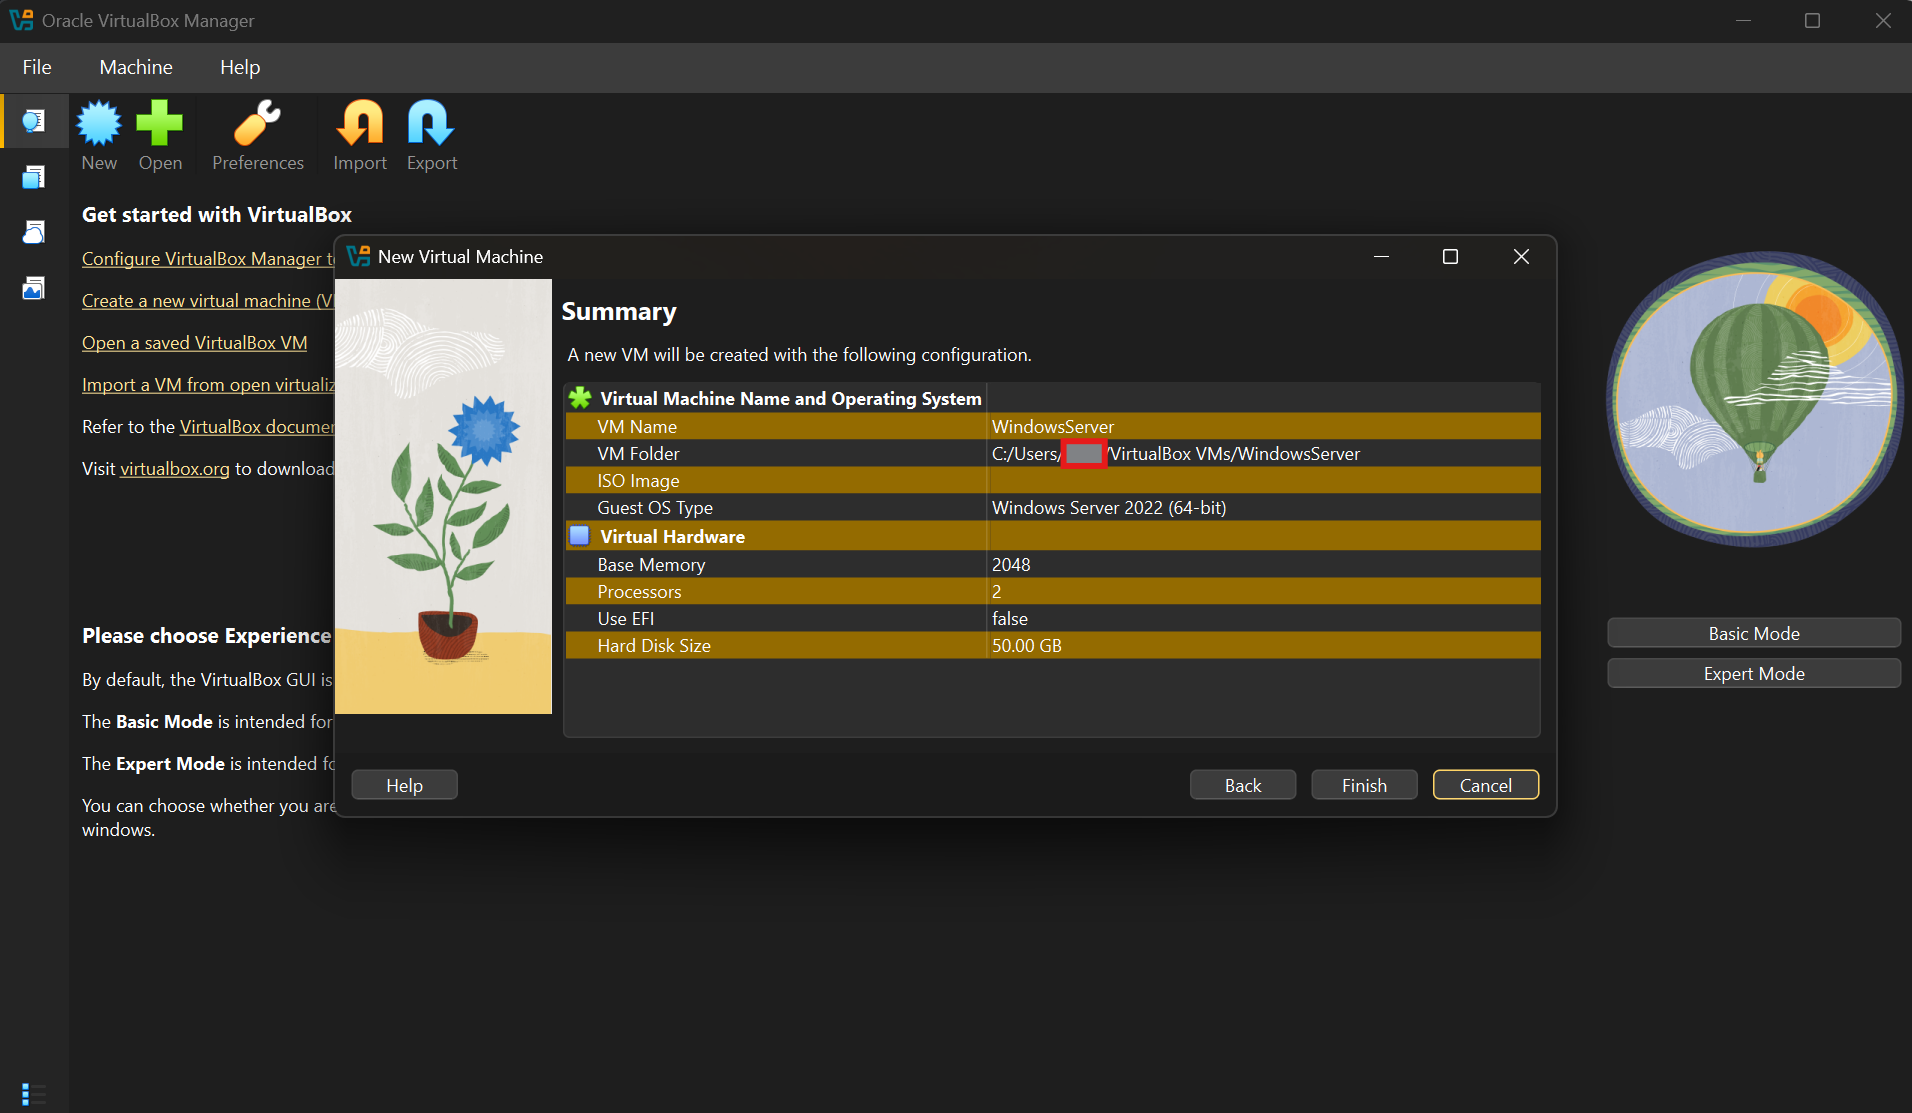 Oracle VirtualBox Manager
File Machine Help
New Open Preferences Import Export
Get started with VirtualBox
Configure VirtualBox Manager
Create a new virtual machine
Open a saved VirtualBox VM
Import a VM from open
Refer to the VirtualBox
Visit virtualbox.org to download
Please choose Experience
By default, the VirtualBox GUI is
The Basic Mode is intended for
The Expert Mode is intended
You can choose whether you are
windows.
New Virtual Machine
Summary
A new VM will be created with the following configuration.
Virtual Machine Name and Operating System
VM Name WindowsServer
VM Folder C:/Users/ /VirtualBox VMs/WindowsServer
ISO Image
Guest OS Type Windows Server 2022 (64-bit)
Virtual Hardware
Base Memory 2048
Processors 2
Use EFI false
Hard Disk Size 50.00 GB
Help Back Finish Cancel
Basic Mode
Expert Mode